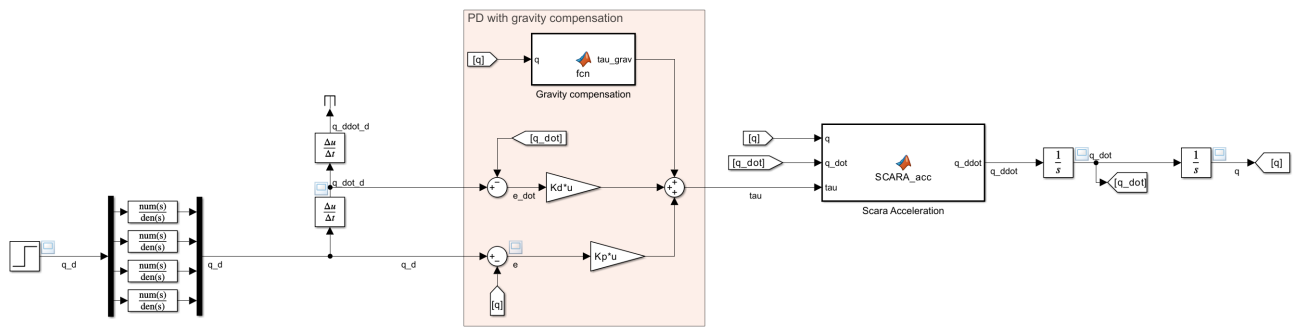 PD with gravity compensation
[q]
q
fcn
tau_grav
Gravity compensation
q_ddot_d
Δu
Δt
q_dot_d
Δu
Δt
[q_dot]
+
−
e_dot
Kd*u
+
+
+
tau
[q]
[q_dot]
q
q_dot
tau
SCARA_acc
q_ddot
Scara Acceleration
q_ddot
1
s
q_dot
[q_dot]
1
s
q
[q]
q_d
num(s)
den(s)
num(s)
den(s)
num(s)
den(s)
num(s)
den(s)
q_d
q_d
+
−
e
Kp*u
[q]